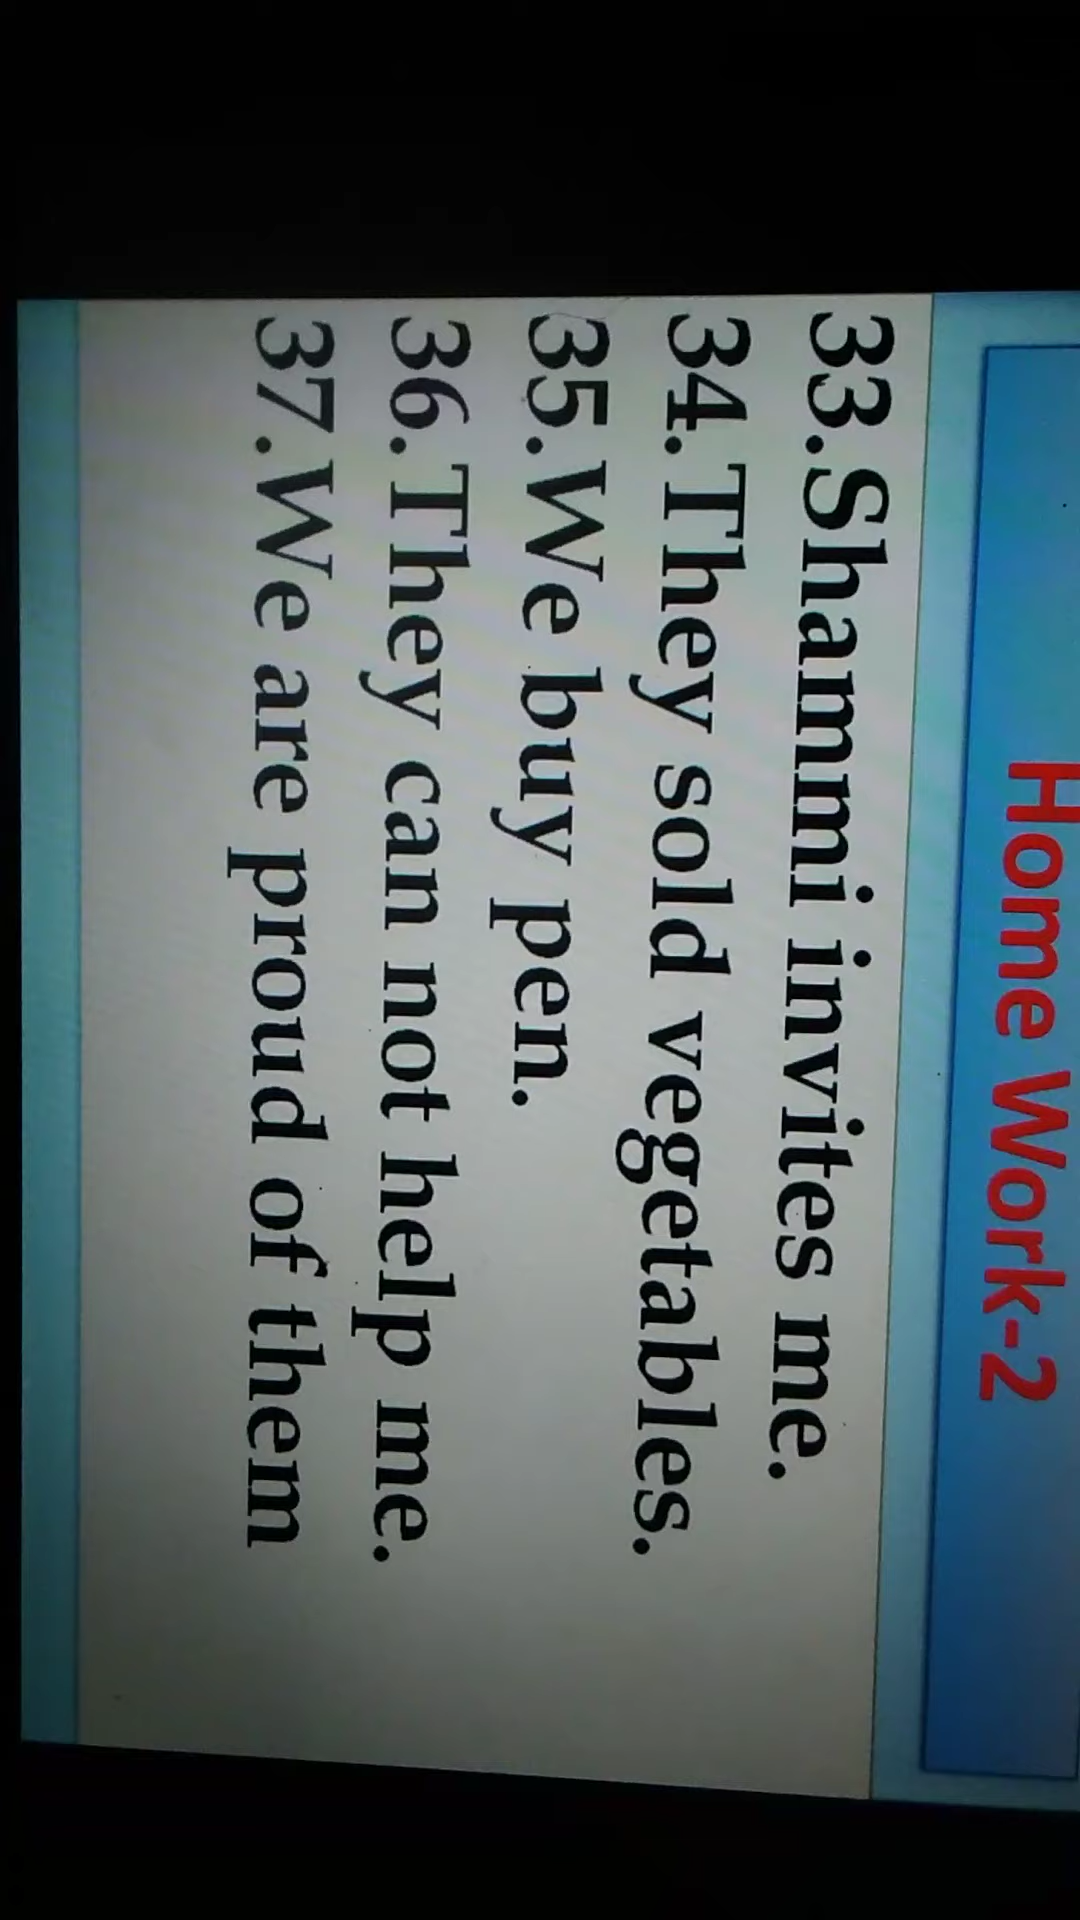 Home Work-2
33.Shammi invites me.
34.They sold vegetables.
35.We buy pen.
36.They can not help me.
37.We are proud of them